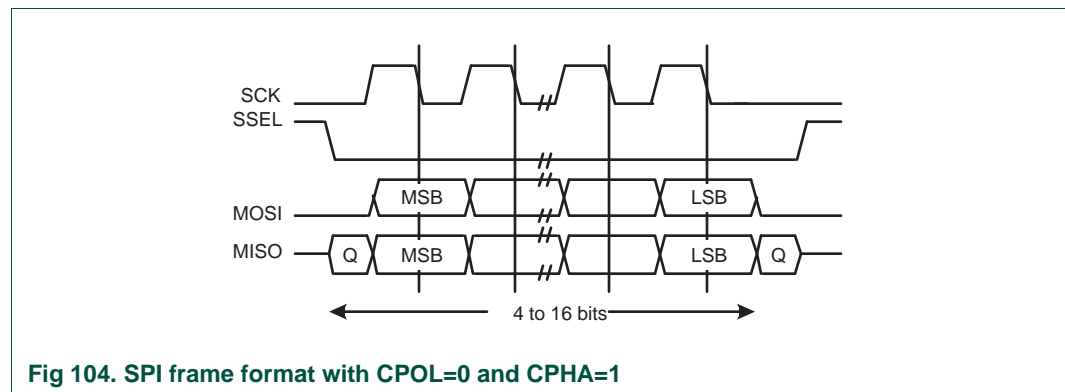 SCK
SSEL
MOSI MSB LSB
MISO Q MSB LSB Q
4 to 16 bits
Fig 104. SPI frame format with CPOL=0 and CPHA=1